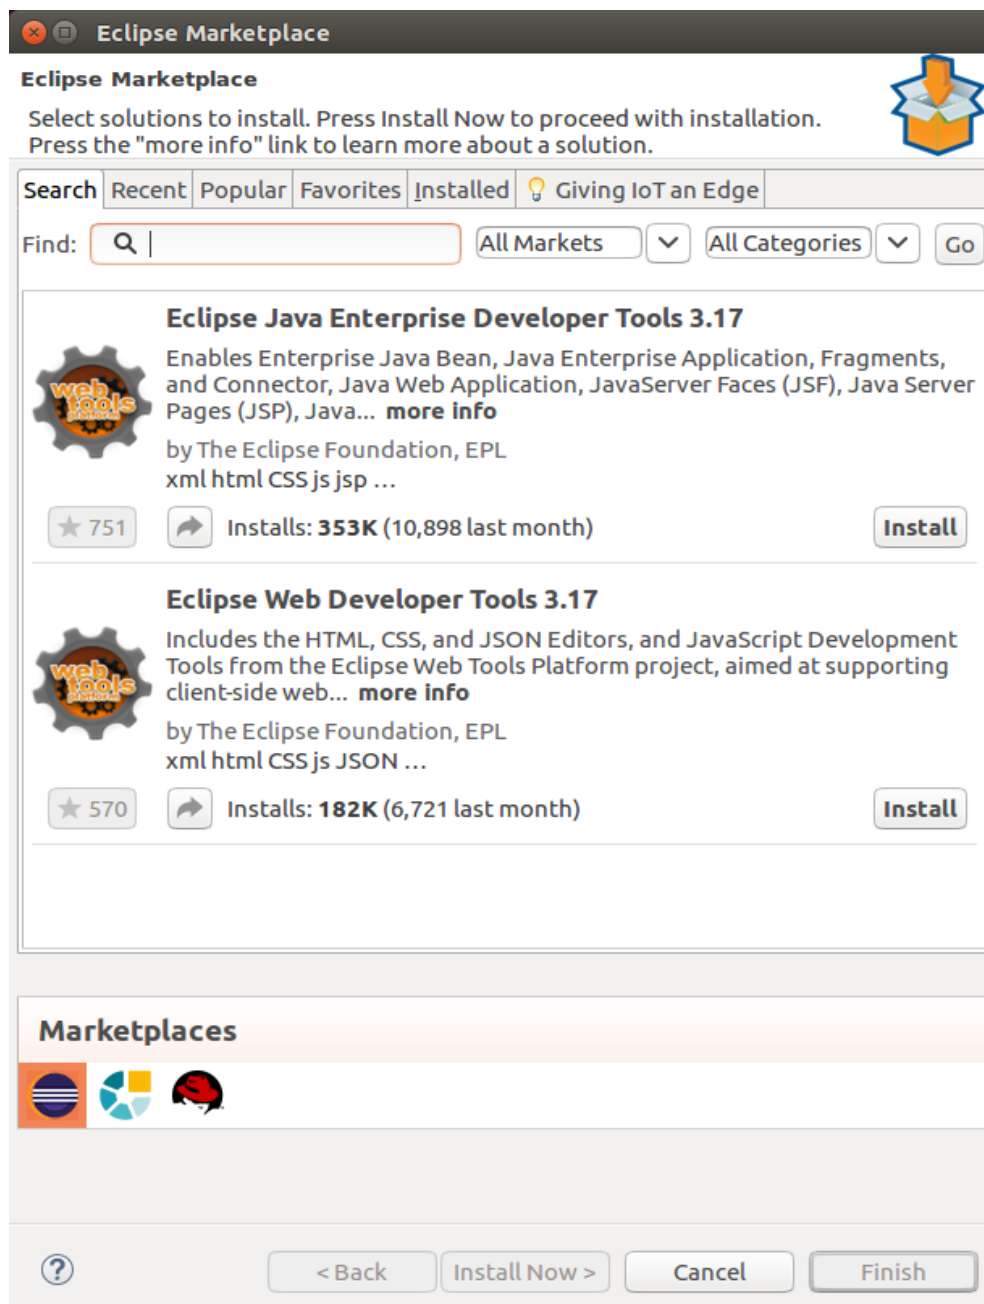 Eclipse Marketplace
Eclipse Marketplace
Select solutions to install. Press Install Now to proceed with installation.
Press the "more info" link to learn more about a solution.
Search Recent Popular Favorites Installed Giving IoT an Edge
Find: All Markets All Categories Go
Eclipse Java Enterprise Developer Tools 3.17
Enables Enterprise Java Bean, Java Enterprise Application, Fragments,
and Connector, Java Web Application, JavaServer Faces (JSF), Java Server
Pages (JSP), Java... more info
by The Eclipse Foundation, EPL
xml html CSS js jsp ...
web
tools
platform
751 Installs: 353K (10,898 last month) Install
Eclipse Web Developer Tools 3.17
Includes the HTML, CSS, and JSON Editors, and JavaScript Development
Tools from the Eclipse Web Tools Platform project, aimed at supporting
client-side web... more info
by The Eclipse Foundation, EPL
xml html CSS js JSON ...
web
tools
platform
570 Installs: 182K (6,721 last month) Install
Marketplaces
? < Back Install Now > Cancel Finish